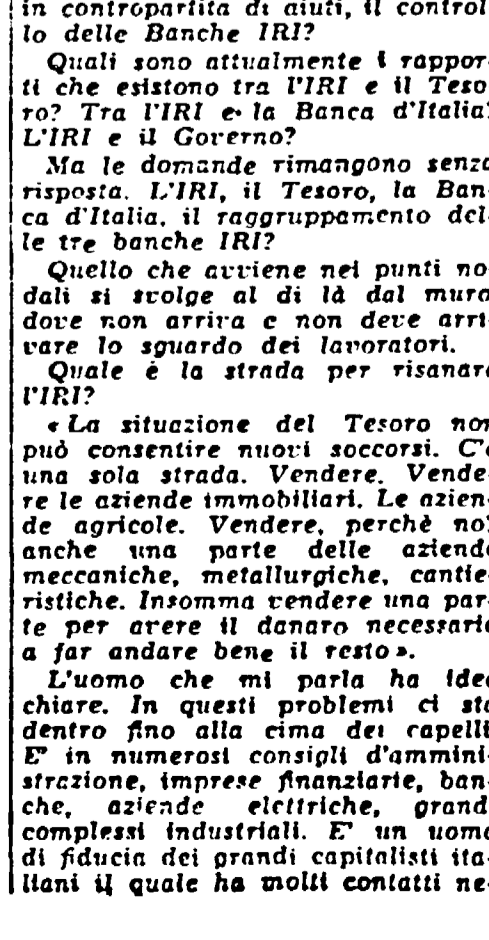 in contropartita di aiuti, il control
lo delle Banche IRI?
Quali sono attualmente i rappor-
ti che esistono tra l'IRI e il Teso
ro? Tra l'IRI e la Banca d'Italia?
L'IRI e il Governo?
Ma le domande rimangono senza
risposta. L'IRI, il Tesoro, la Ban-
ca d'Italia, il raggruppamento del-
le tre banche IRI?
Quello che avviene nei punti no-
dali si svolge al di là dal muro
dove non arriva e non deve arri-
vare lo sguardo dei lavoratori.
Quale è la strada per risanare
l'IRI?
« La situazione del Tesoro non
può consentire nuovi soccorsi. C'è
una sola strada. Vendere. Vende-
re le aziende immobiliari. Le azien-
de agricole. Vendere, perchè no?
anche una parte delle aziende
meccaniche, metallurgiche, cantie-
ristiche. Insomma vendere una par-
te per avere il danaro necessario
a far andare bene il resto ».
L'uomo che mi parla ha idee
chiare. In questi problemi ci sta
dentro fino alla cima dei capelli
E' in numerosi consigli d'ammini-
strazione, imprese finanziarie, ban-
che, aziende elettriche, grandi
complessi industriali. E' un uomo
di fiducia dei grandi capitalisti ita-
liani il quale ha molti contatti ne-